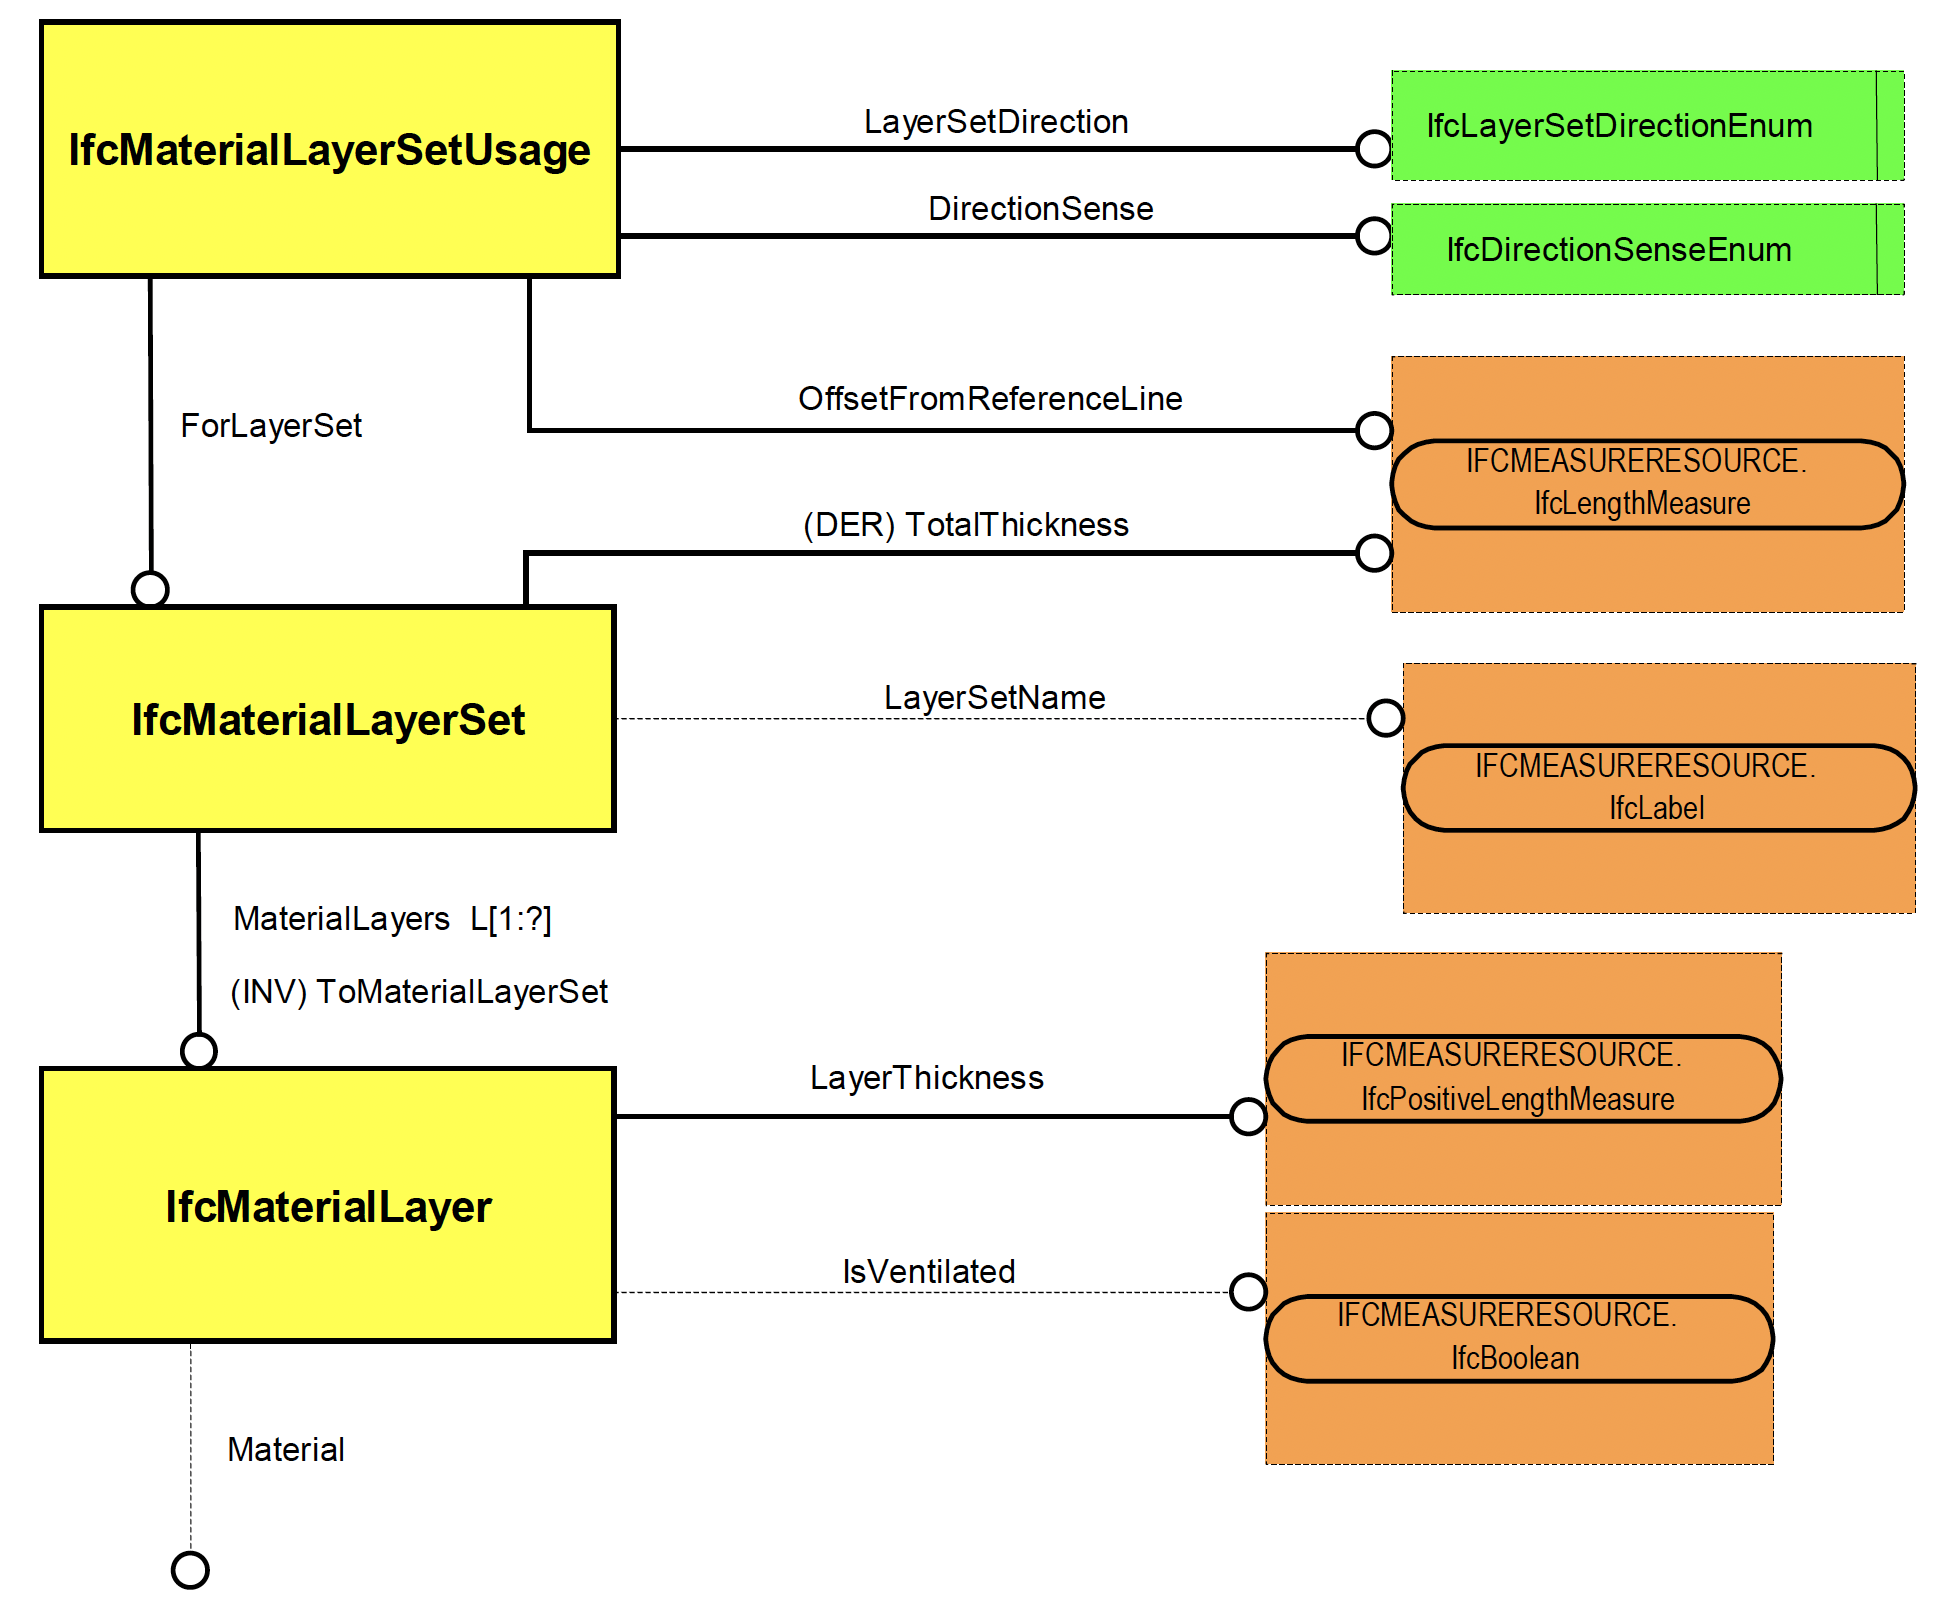 IfcMaterialLayerSetUsage
LayerSetDirection
IfcLayerSetDirectionEnum
DirectionSense
IfcDirectionSenseEnum
ForLayerSet
OffsetFromReferenceLine
IFCMEASURERESOURCE.
IfcLengthMeasure
(DER) TotalThickness
IfcMaterialLayerSet
LayerSetName
IFCMEASURERESOURCE.
IfcLabel
MaterialLayers L[1:?]
(INV) ToMaterialLayerSet
IfcMaterialLayer
LayerThickness
IFCMEASURERESOURCE.
IfcPositiveLengthMeasure
IsVentilated
IFCMEASURERESOURCE.
IfcBoolean
Material